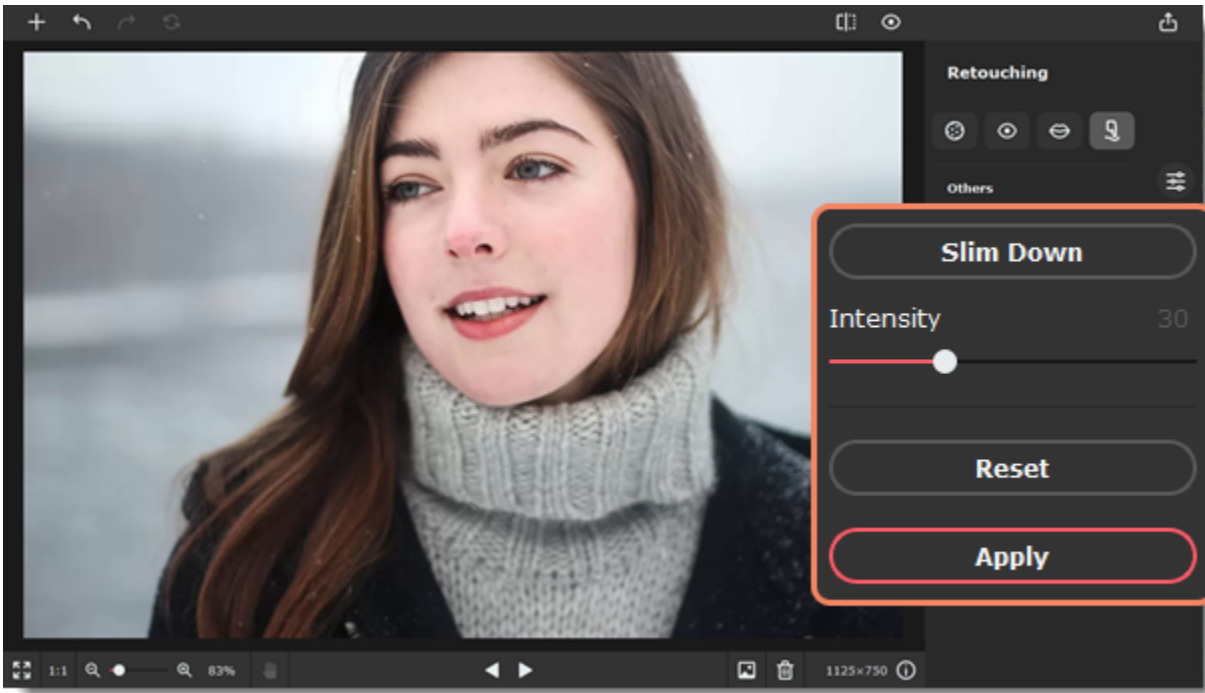 Retouching
Others
Slim Down
Intensity 30
Reset
Apply
1:1
83%
1125×750